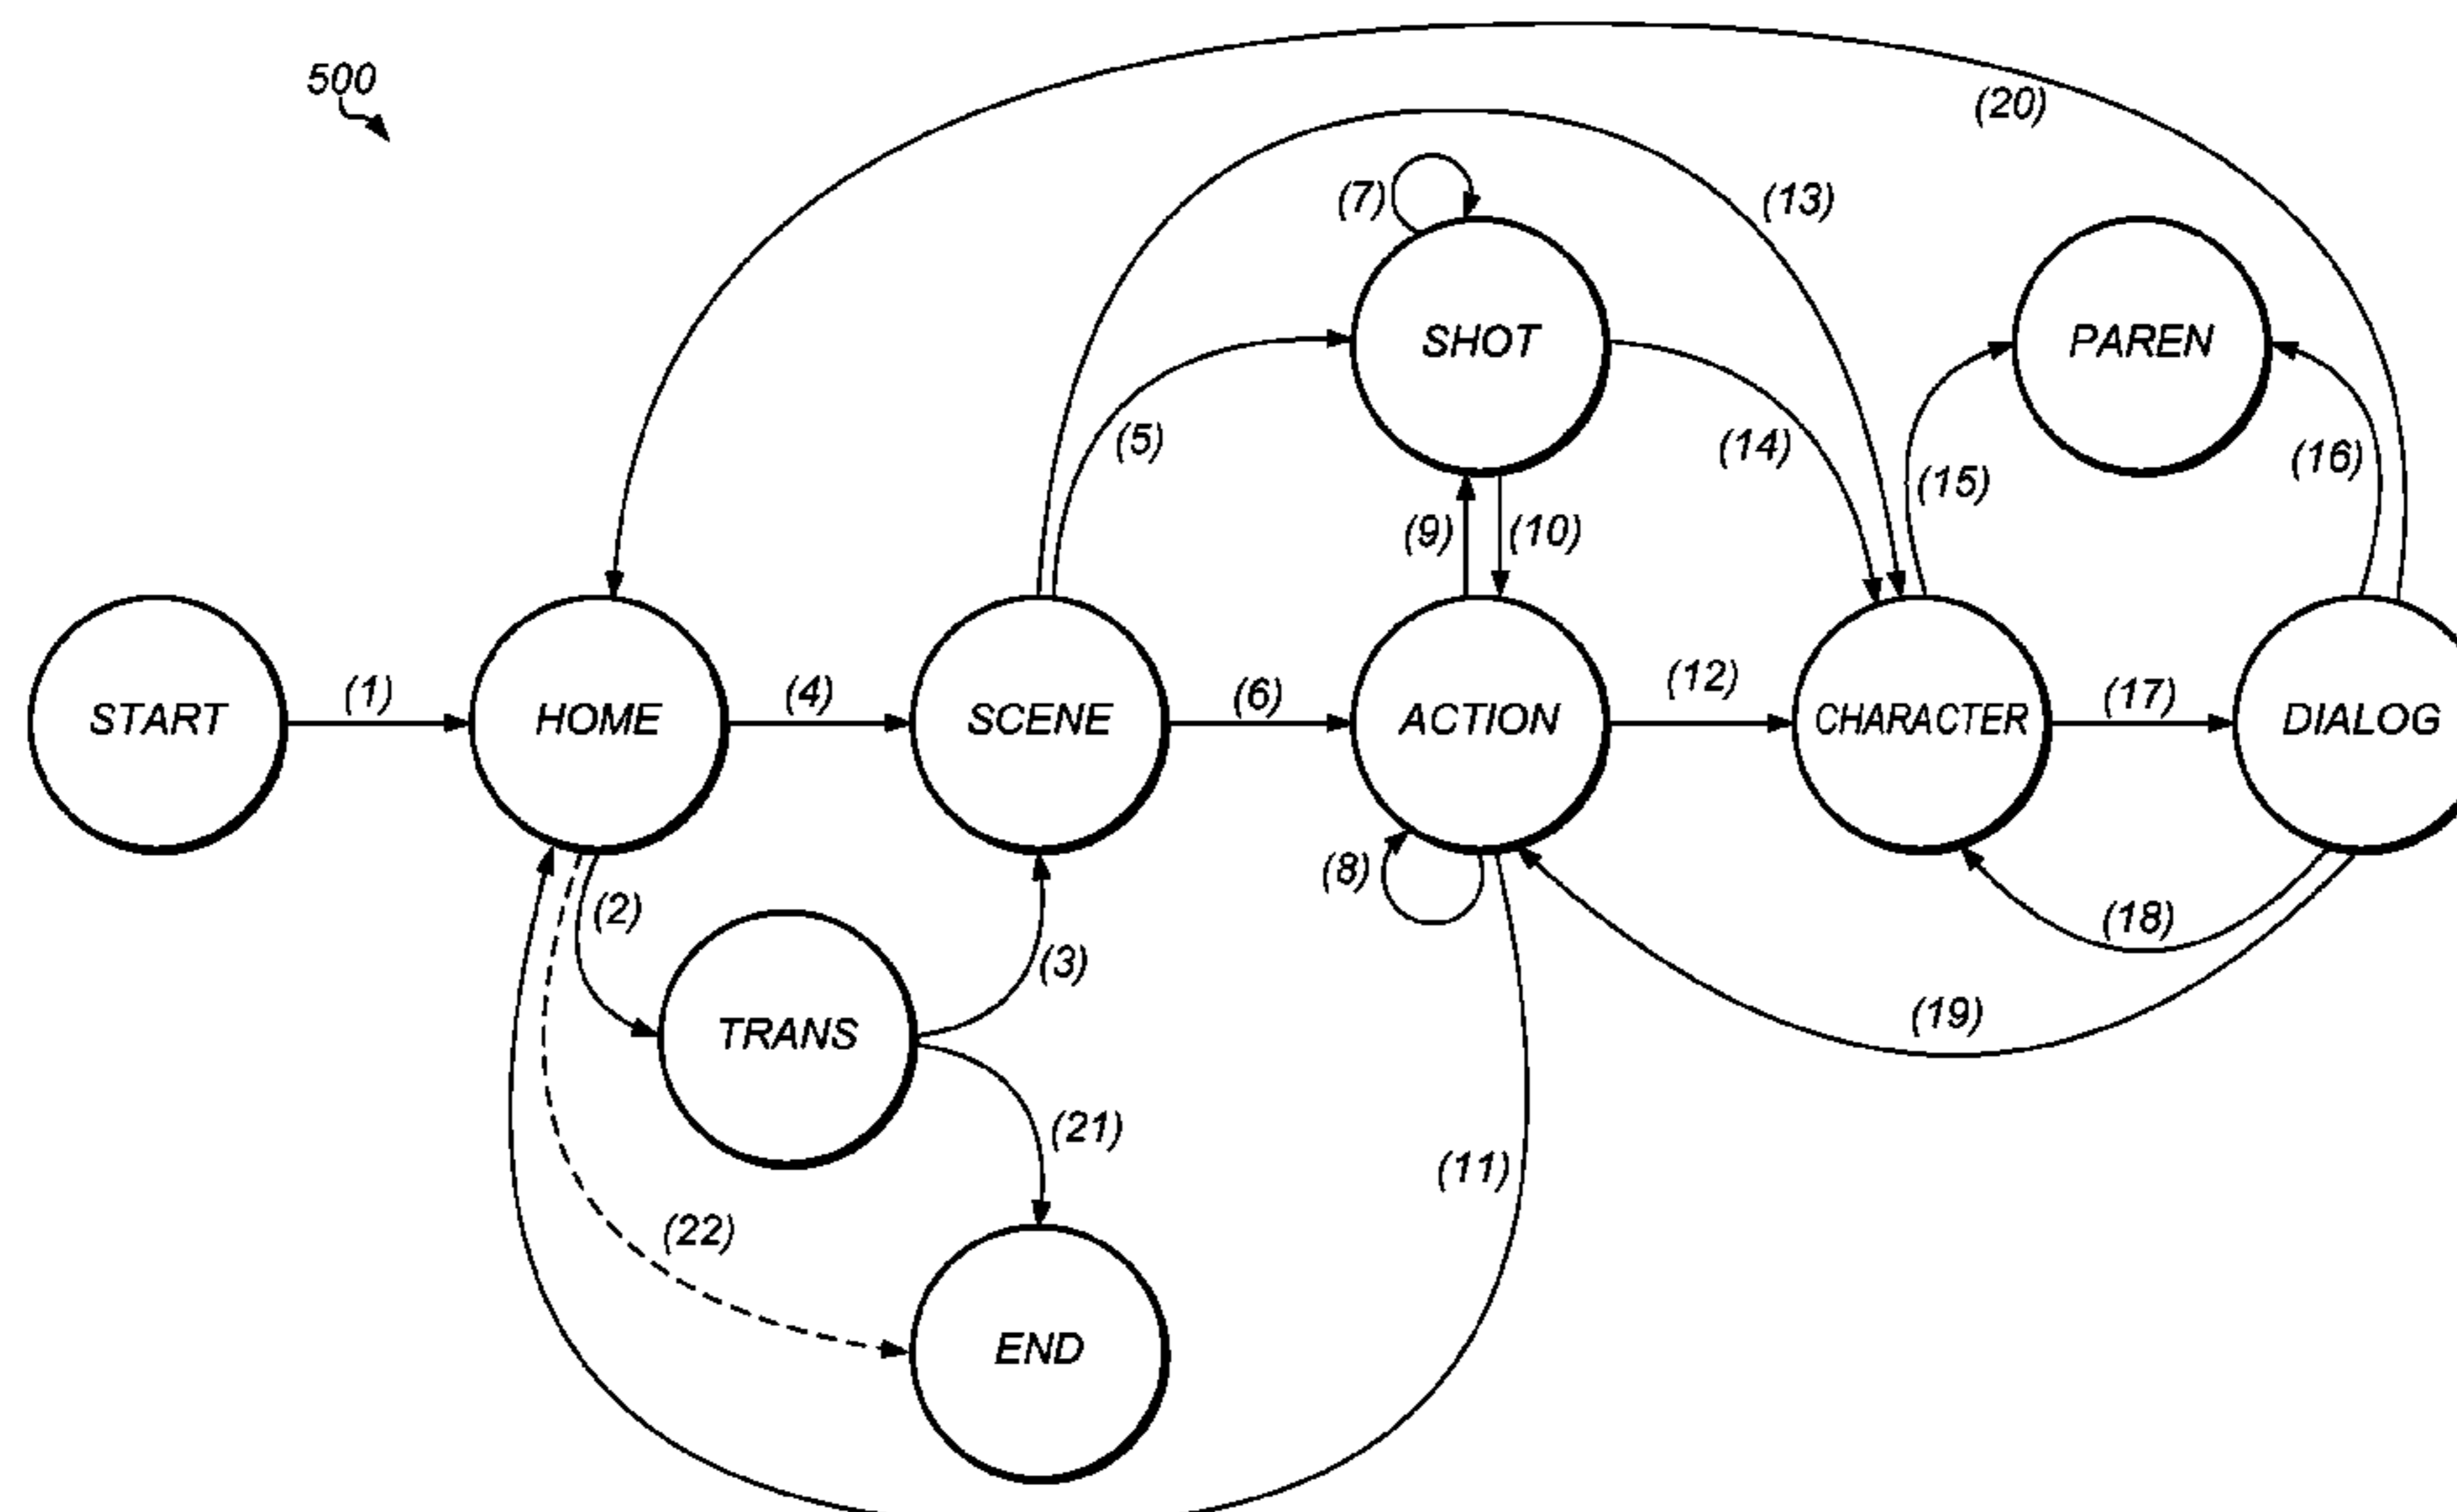 500
(20)
(7)
(13)
SHOT
PAREN
(5)
(14)
(16)
(15)
(9)
(10)
START
(1)
HOME
(4)
SCENE
(6)
ACTION
(12)
CHARACTER
(17)
DIALOG
(8)
(2)
(18)
(3)
(19)
TRANS
(21)
(11)
(22)
END